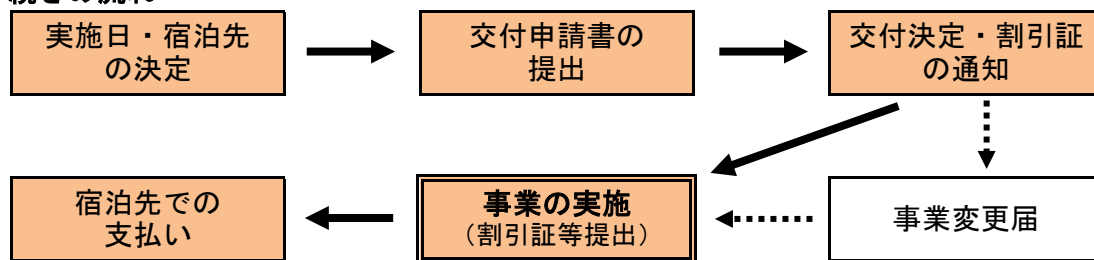 続きの流れ
実施日・宿泊先
の決定
交付申請書の
提出
交付決定・割引証
の通知
宿泊先での
支払い
事業の実施
（割引証等提出）
事業変更届